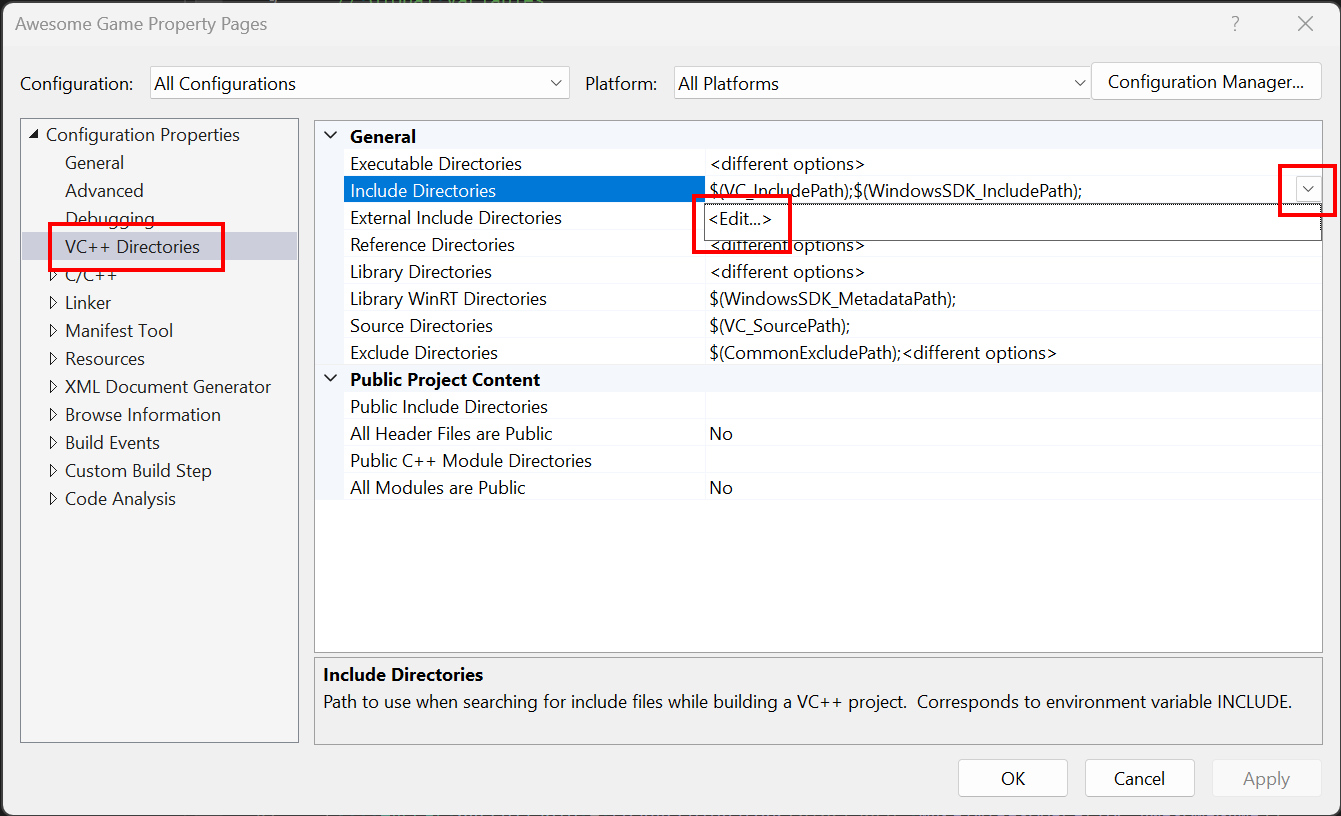 Awesome Game Property Pages
Configuration: All Configurations Platform: All Platforms Configuration Manager...
Configuration Properties
General
Advanced
Debugging
VC++ Directories
C/C++
Linker
Manifest Tool
Resources
XML Document Generator
Browse Information
Build Events
Custom Build Step
Code Analysis
General
Executable Directories <different options>
Include Directories $(VC_IncludePath);$(WindowsSDK_IncludePath);
External Include Directories <Edit...>
Reference Directories <different options>
Library Directories <different options>
Library WinRT Directories $(WindowsSDK_MetadataPath);
Source Directories $(VC_SourcePath);
Exclude Directories $(CommonExcludePath);<different options>
Public Project Content
Public Include Directories
All Header Files are Public No
Public C++ Module Directories
All Modules are Public No
Include Directories
Path to use when searching for include files while building a VC++ project.  Corresponds to environment variable INCLUDE.
OK Cancel Apply